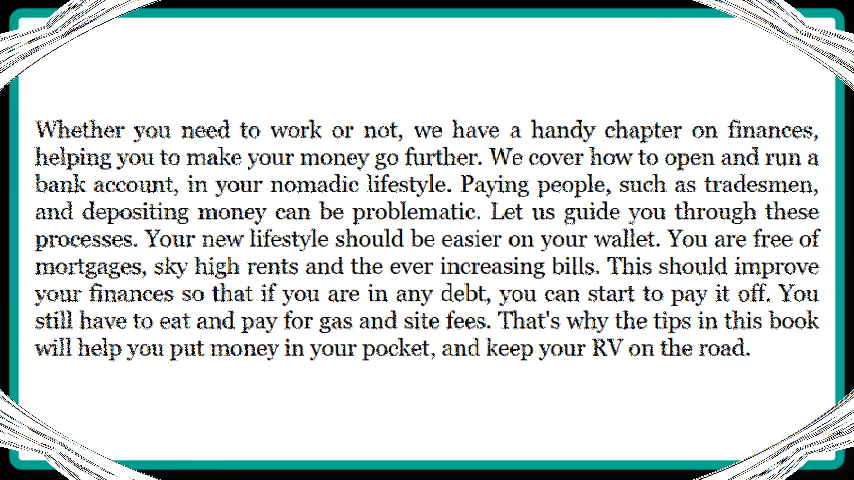 Whether you need to work or not, we have a handy chapter on finances,
helping you to make your money go further. We cover how to open and run a
bank account, in your nomadic lifestyle. Paying people, such as tradesmen,
and depositing money can be problematic. Let us guide you through these
processes. Your new lifestyle should be easier on your wallet. You are free of
mortgages, sky high rents and the ever increasing bills. This should improve
your finances so that if you are in any debt, you can start to pay it off. You
still have to eat and pay for gas and site fees. That's why the tips in this book
will help you put money in your pocket, and keep your RV on the road.